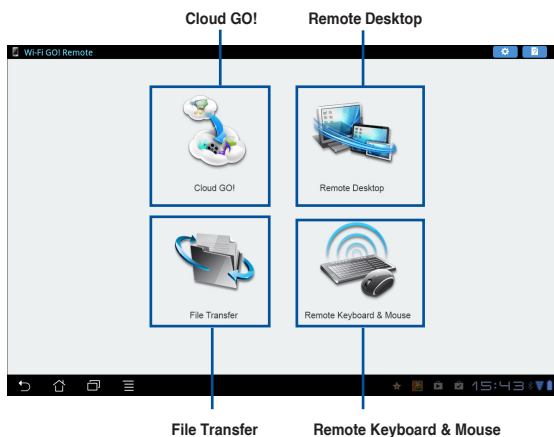 Cloud GO! Remote Desktop
Wi-Fi GO! Remote
Cloud GO! Remote Desktop
File Transfer Remote Keyboard & Mouse
15:43
File Transfer Remote Keyboard & Mouse